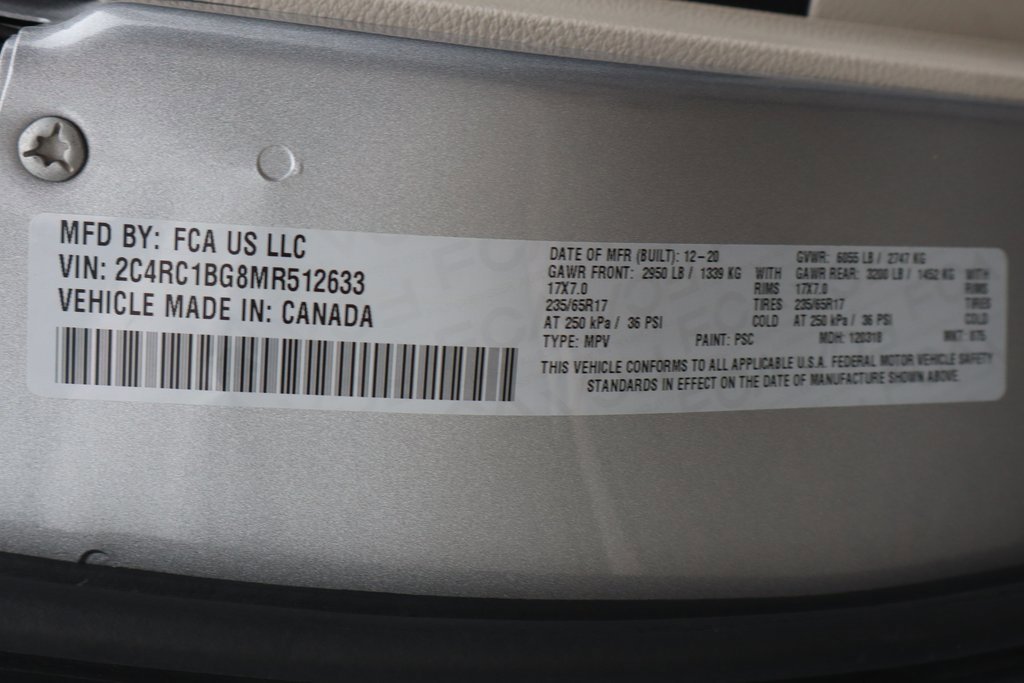 MFD BY: FCA US LLC
VIN: 2C4RC1BG8MR512633
VEHICLE MADE IN: CANADA
DATE OF MFR (BUILT): 12-20 GVWR: 6055 LB / 2747 KG
GAWR FRONT: 2950 LB / 1339 KG WITH GAWR REAR: 3200 LB / 1452 KG WITH
17X7.0 RIMS 17X7.0 RIMS
235/65R17 TIRES 235/65R17 TIRES
AT 250 kPa / 36 PSI COLD AT 250 kPa / 36 PSI COLD
TYPE: MPV PAINT: PSC MDH: 120318 MKT:
THIS VEHICLE CONFORMS TO ALL APPLICABLE U.S.A. FEDERAL MOTOR VEHICLE SAFETY
STANDARDS IN EFFECT ON THE DATE OF MANUFACTURE SHOWN ABOVE.